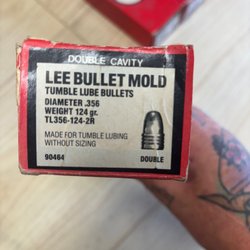 DOUBLE CAVITY
LEE BULLET MOLD
TUMBLE LUBE BULLETS
DIAMETER .356
WEIGHT 124 gr.
TL356-124-2R
MADE FOR TUMBLE LUBING
WITHOUT SIZING
90464
DOUBLE